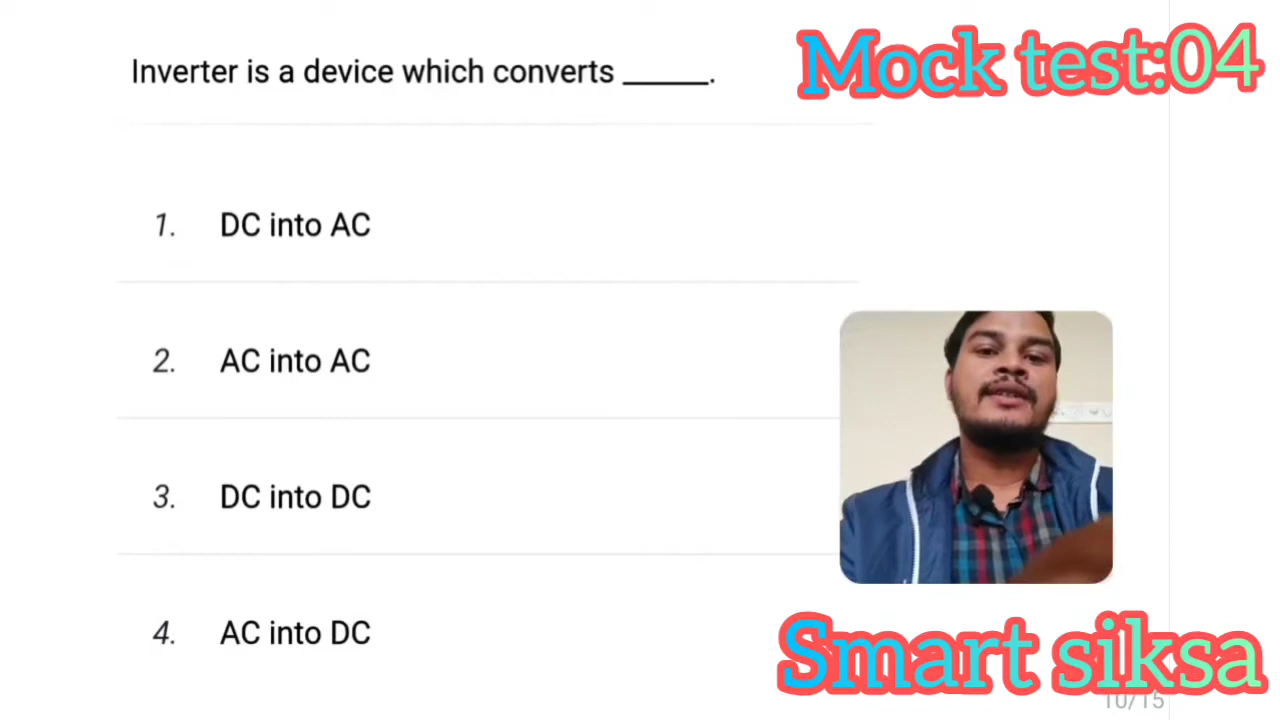 Mock test:04
Inverter is a device which converts ______.
1. DC into AC
2. AC into AC
3. DC into DC
4. AC into DC
Smart siksa
10/15